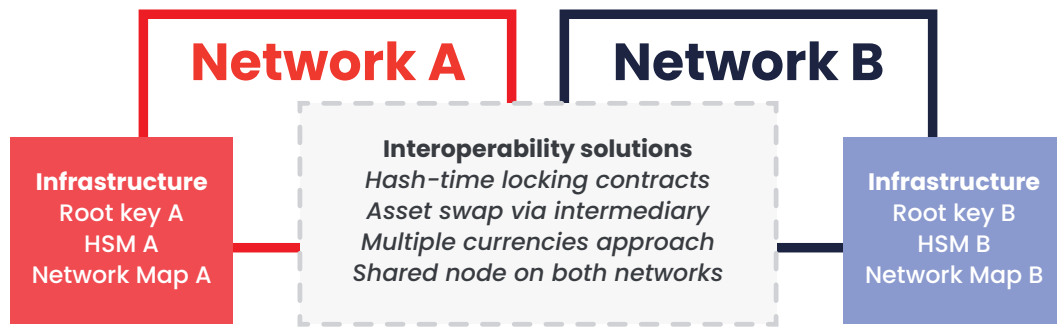 Network A
Network B
Infrastructure
Root key A
HSM A
Network Map A
Interoperability solutions
Hash-time locking contracts
Asset swap via intermediary
Multiple currencies approach
Shared node on both networks
Infrastructure
Root key B
HSM B
Network Map B